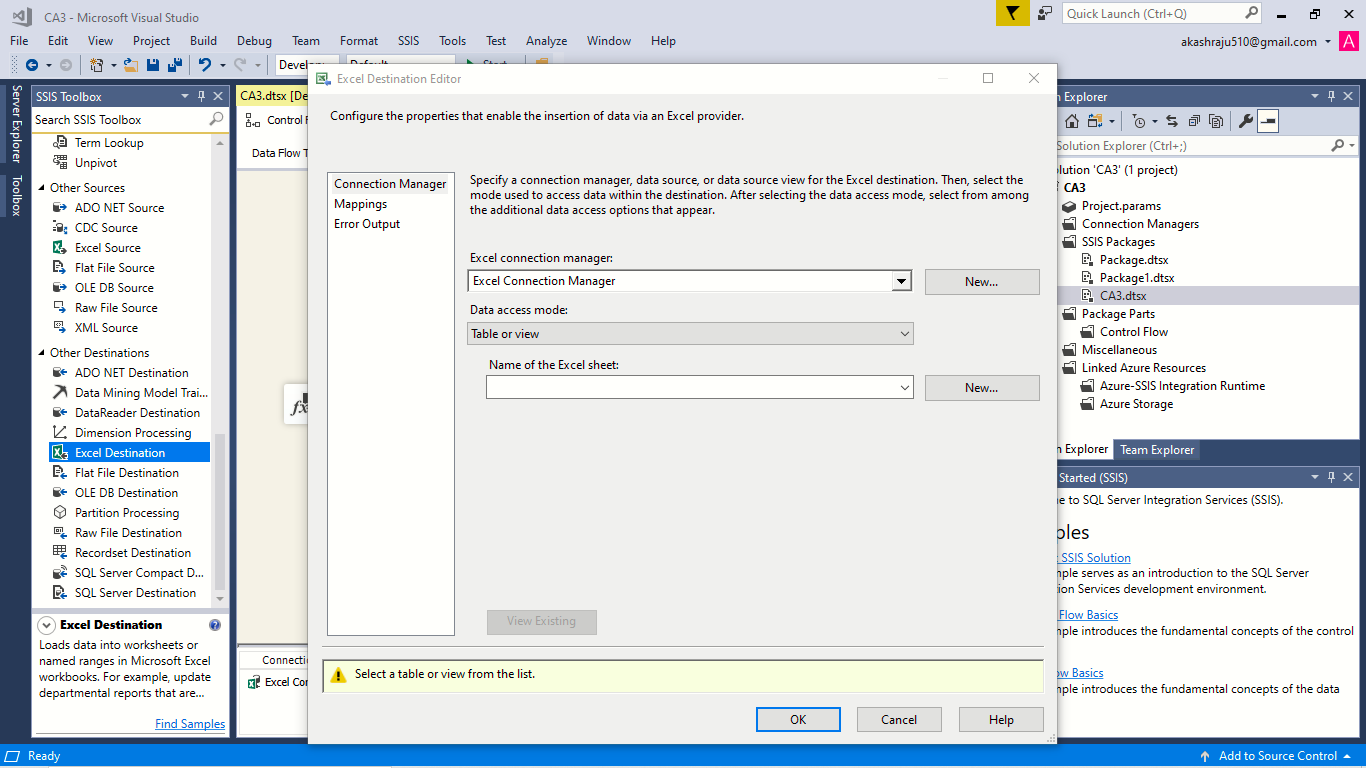 CA3 - Microsoft Visual Studio
Quick Launch (Ctrl+Q)
File Edit View Project Build Debug Team Format SSIS Tools Test Analyze Window Help
akashraju510@gmail.com A
Server Explorer
Toolbox
SSIS Toolbox
Search SSIS Toolbox
Term Lookup
Unpivot
Other Sources
ADO NET Source
CDC Source
Excel Source
Flat File Source
OLE DB Source
Raw File Source
XML Source
Other Destinations
ADO NET Destination
Data Mining Model Trai...
DataReader Destination
Dimension Processing
Excel Destination
Flat File Destination
OLE DB Destination
Partition Processing
Raw File Destination
Recordset Destination
SQL Server Compact D...
SQL Server Destination
Excel Destination
Loads data into worksheets or
named ranges in Microsoft Excel
workbooks. For example, update
departmental reports that are...
Find Samples
CA3.dtsx [De
Control F
Data Flow T
fx
Connecti
Excel Con
Excel Destination Editor
Configure the properties that enable the insertion of data via an Excel provider.
Connection Manager
Mappings
Error Output
Specify a connection manager, data source, or data source view for the Excel destination. Then, select the
mode used to access data within the destination. After selecting the data access mode, select from among
the additional data access options that appear.
Excel connection manager:
Excel Connection Manager
New...
Data access mode:
Table or view
Name of the Excel sheet:
New...
View Existing
Select a table or view from the list.
OK Cancel Help
n Explorer
Solution Explorer (Ctrl+;)
olution 'CA3' (1 project)
CA3
Project.params
Connection Managers
SSIS Packages
Package.dtsx
Package1.dtsx
CA3.dtsx
Package Parts
Control Flow
Miscellaneous
Linked Azure Resources
Azure-SSIS Integration Runtime
Azure Storage
n Explorer Team Explorer
Started (SSIS)
e to SQL Server Integration Services (SSIS).
ples
SSIS Solution
mple serves as an introduction to the SQL Server
ion Services development environment.
Flow Basics
mple introduces the fundamental concepts of the control
ow Basics
mple introduces the fundamental concepts of the data
Ready
Add to Source Control